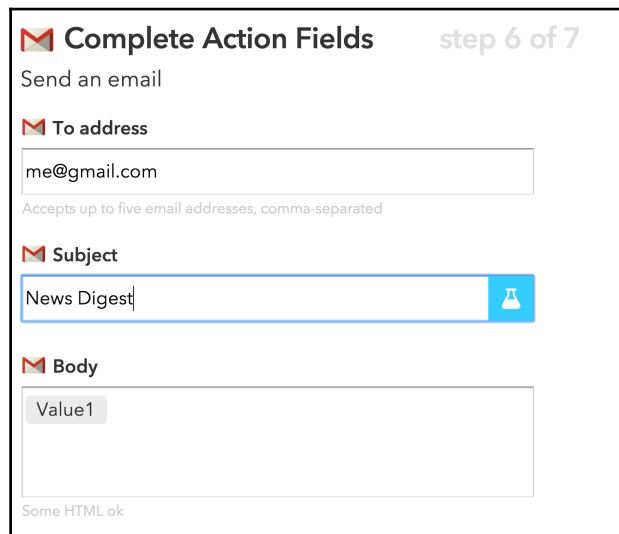 Complete Action Fields step 6 of 7
Send an email
To address
me@gmail.com
Accepts up to five email addresses, comma-separated
Subject
News Digest
Body
Value1
Some HTML ok